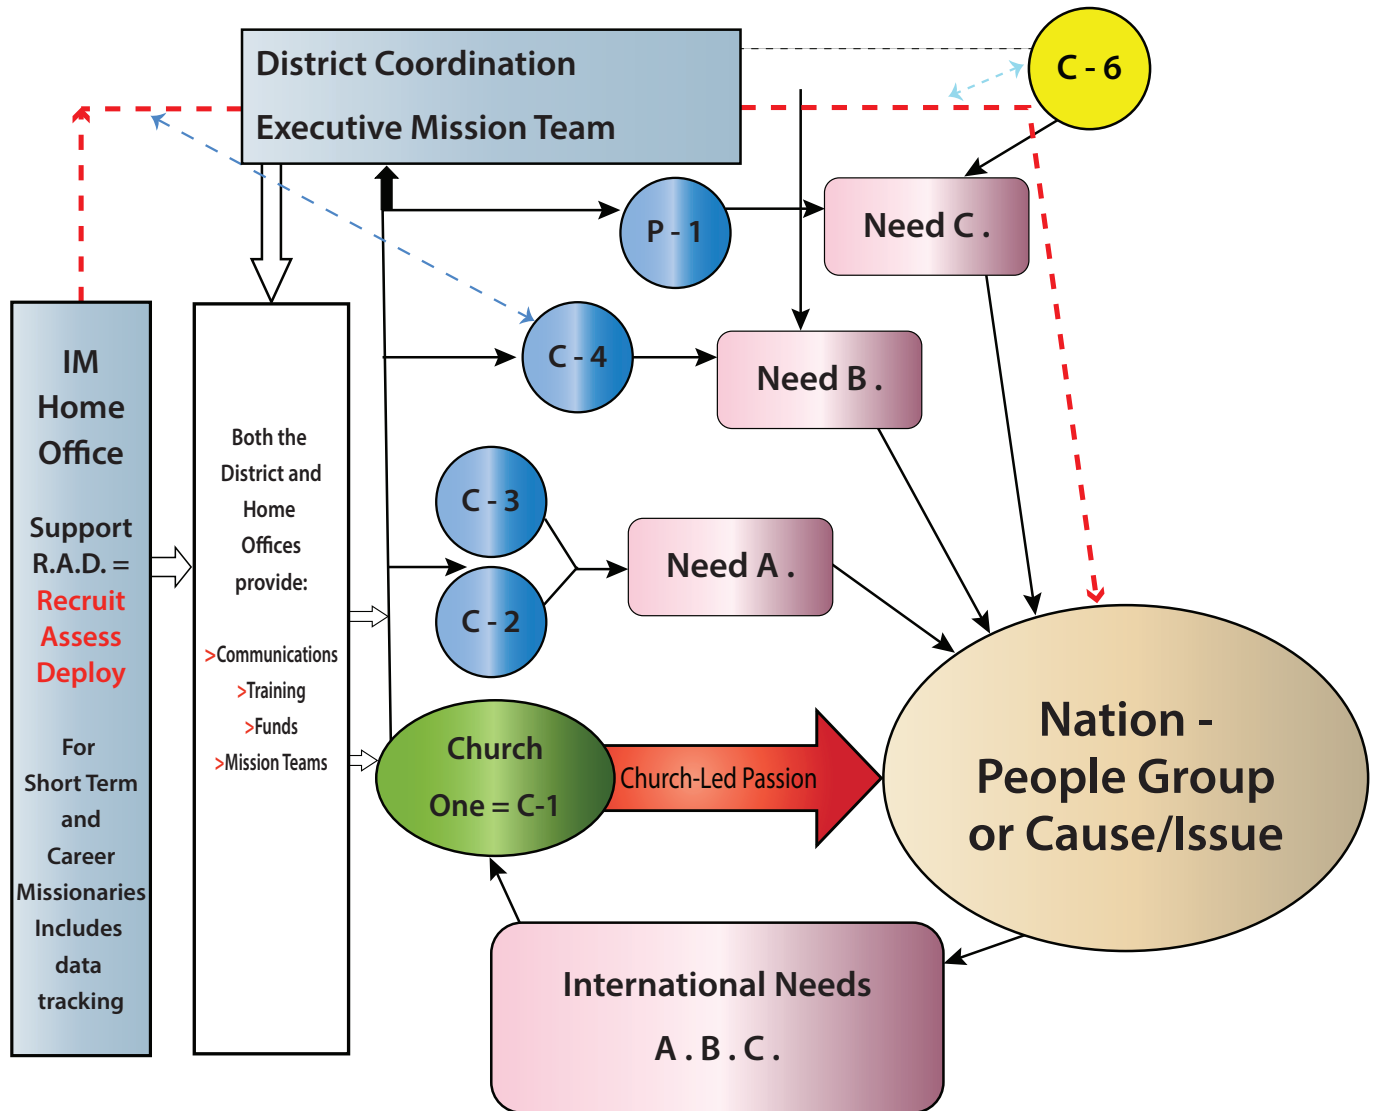 District Coordination
Executive Mission Team
C - 6
P - 1
Need C .
C - 4
Need B .
IM
Home
Office
Support
R.A.D. =
Recruit
Assess
Deploy
For
Short Term
and
Career
Missionaries
Includes
data
tracking
Both the
District and
Home
Offices
provide:
>Communications
>Training
>Funds
>Mission Teams
C - 3
C - 2
Need A .
Church
One = C-1
Church-Led Passion
Nation -
People Group
or Cause/Issue
International Needs
A . B . C .